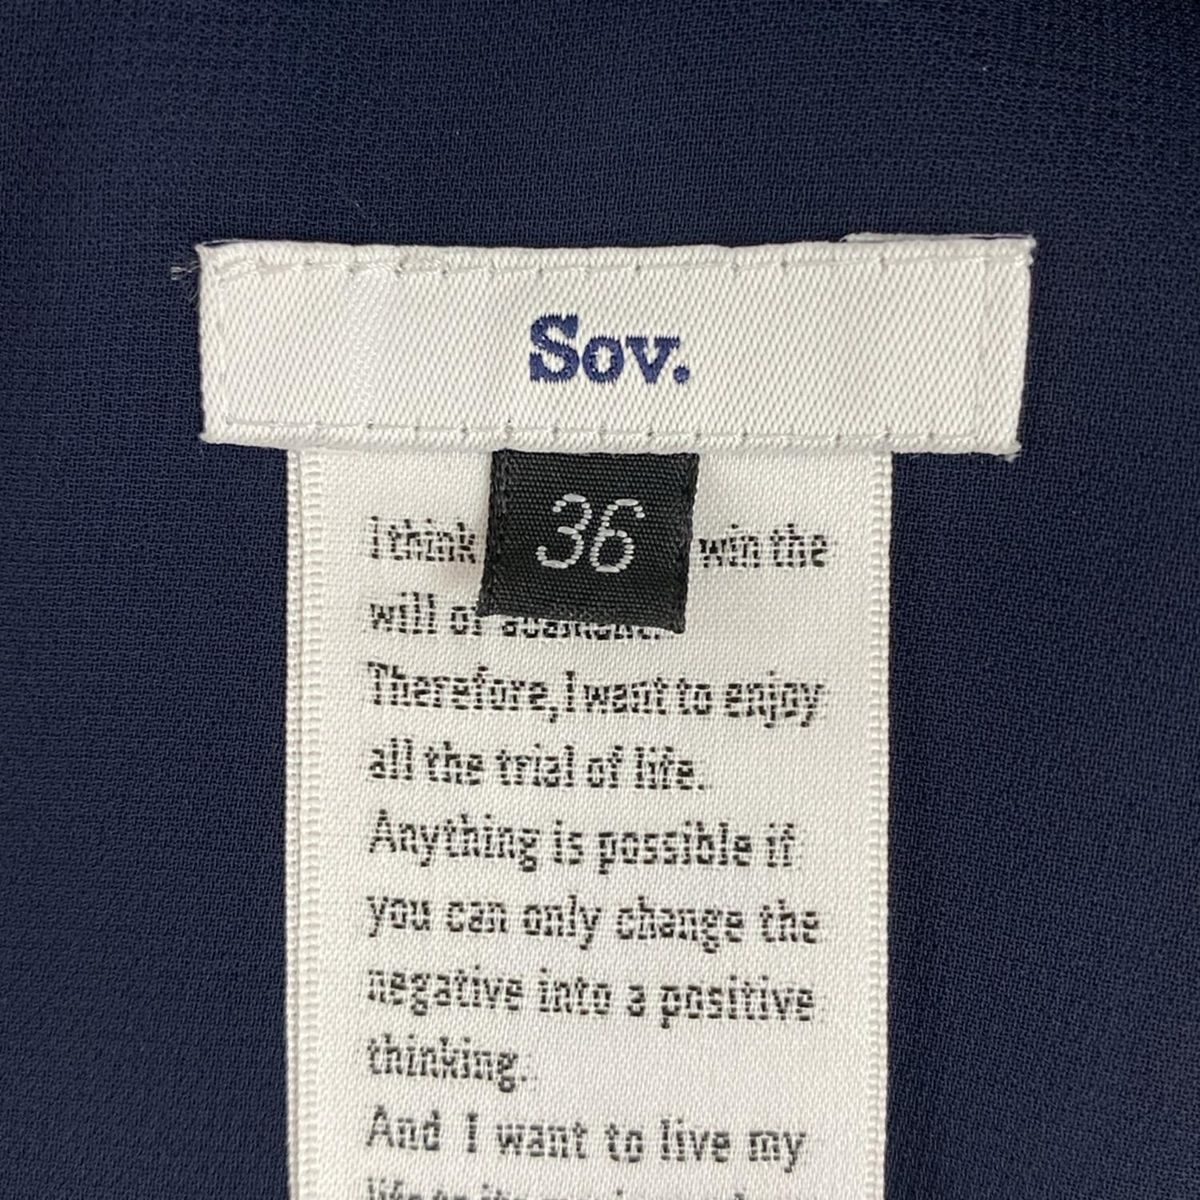 Sov.
36
I think win the
will of
Therefore, I want to enjoy
all the trial of life.
Anything is possible if
you can only change the
negative into a positive
thinking.
And I want to live my